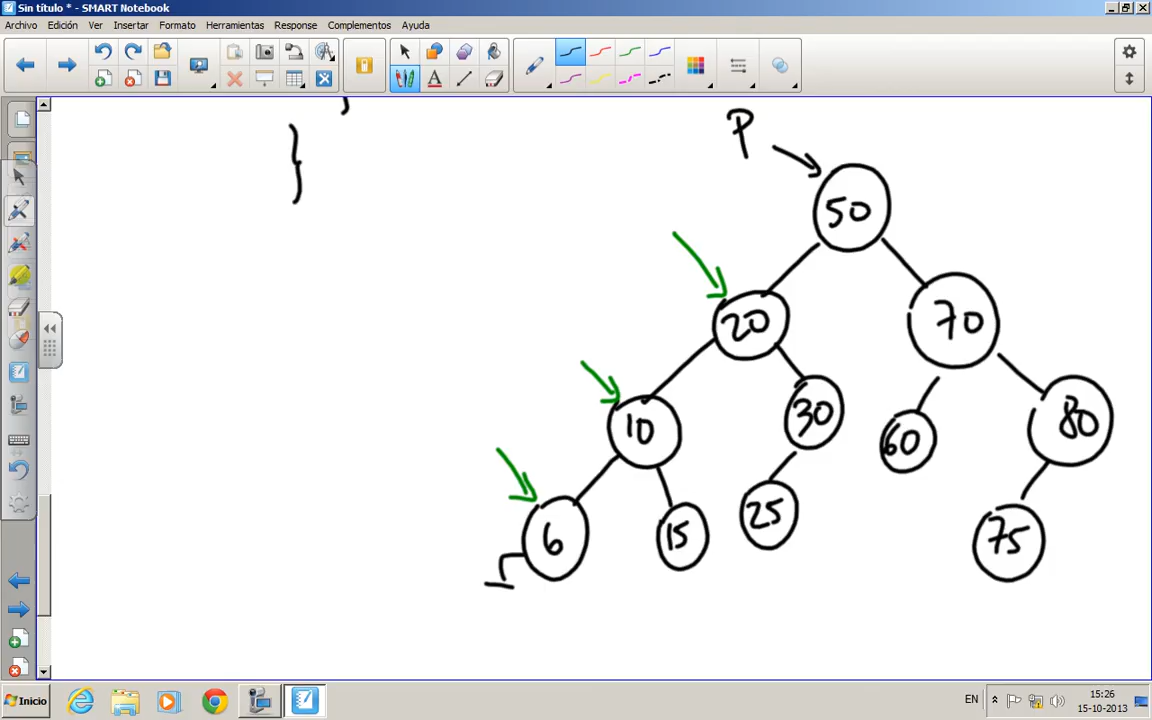 Sin título * - SMART Notebook
Archivo Edición Ver Insertar Formato Herramientas Response Complementos Ayuda
A
}
}
P
50
20
70
10
30
60
80
6
15
25
75
Inicio
EN
15:26
15-10-2013